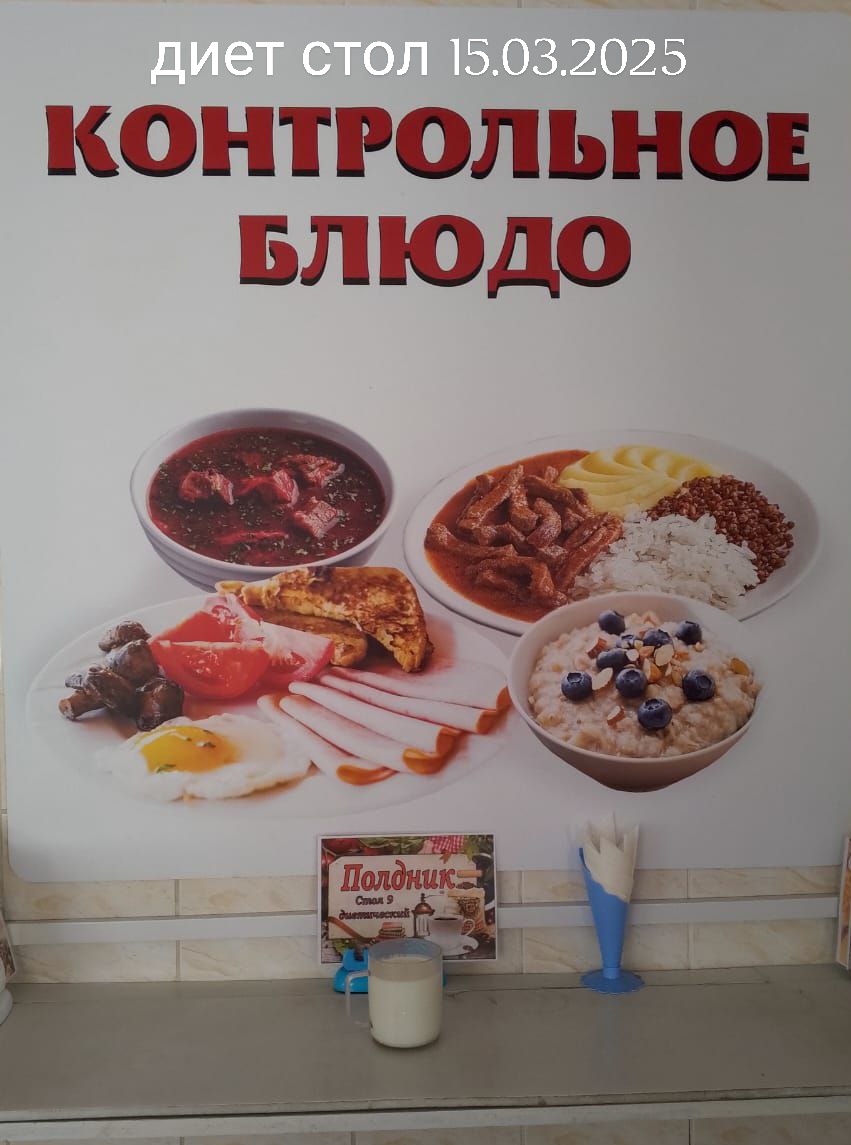 диет стол 15.03.2025
КОНТРОЛЬНОЕ
БЛЮДО
Полдник
Стол 9
диетический